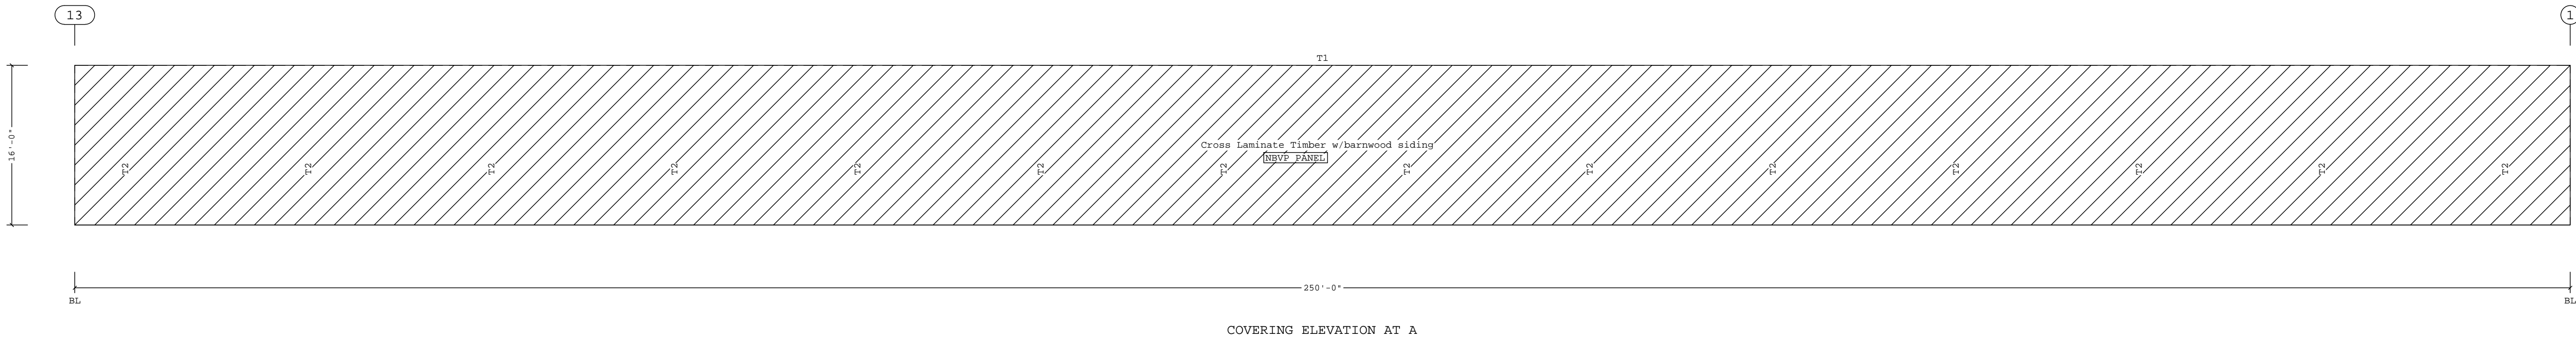 13
1
T1
16'-0"
Cross Laminate Timber w/barnwood siding
NBVP PANEL
T2 T2 T2 T2 T2 T2 T2 T2 T2 T2 T2 T2 T2 T2
250'-0"
BL BL
COVERING ELEVATION AT A